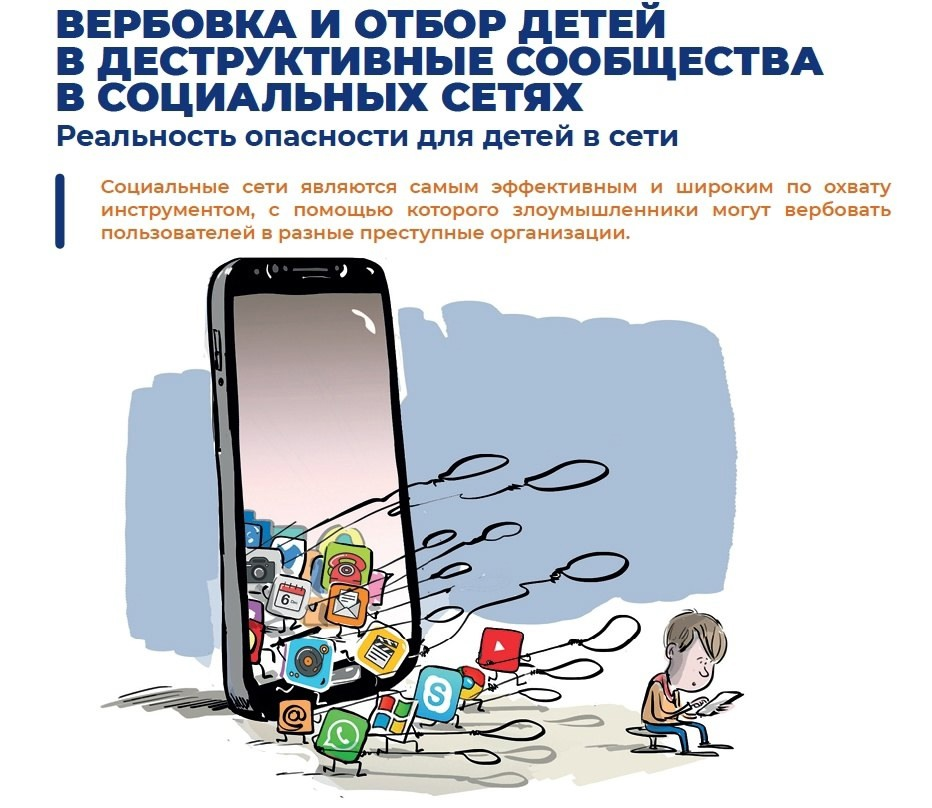 ВЕРБОВКА И ОТБОР ДЕТЕЙ
В ДЕСТРУКТИВНЫЕ СООБЩЕСТВА
В СОЦИАЛЬНЫХ СЕТЯХ
Реальность опасности для детей в сети
Социальные сети являются самым эффективным и широким по охвату
инструментом, с помощью которого злоумышленники могут вербовать
пользователей в разные преступные организации.
6
@
S